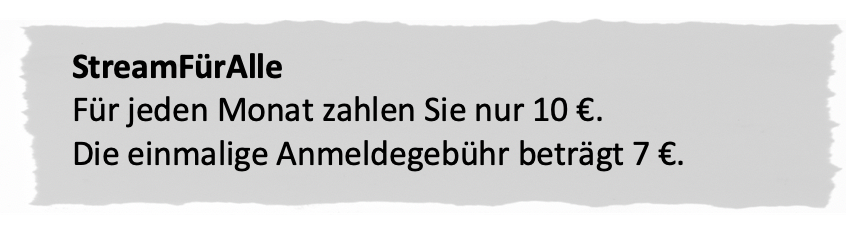 StreamFürAlle
Für jeden Monat zahlen Sie nur 10 €.
Die einmalige Anmeldegebühr beträgt 7 €.